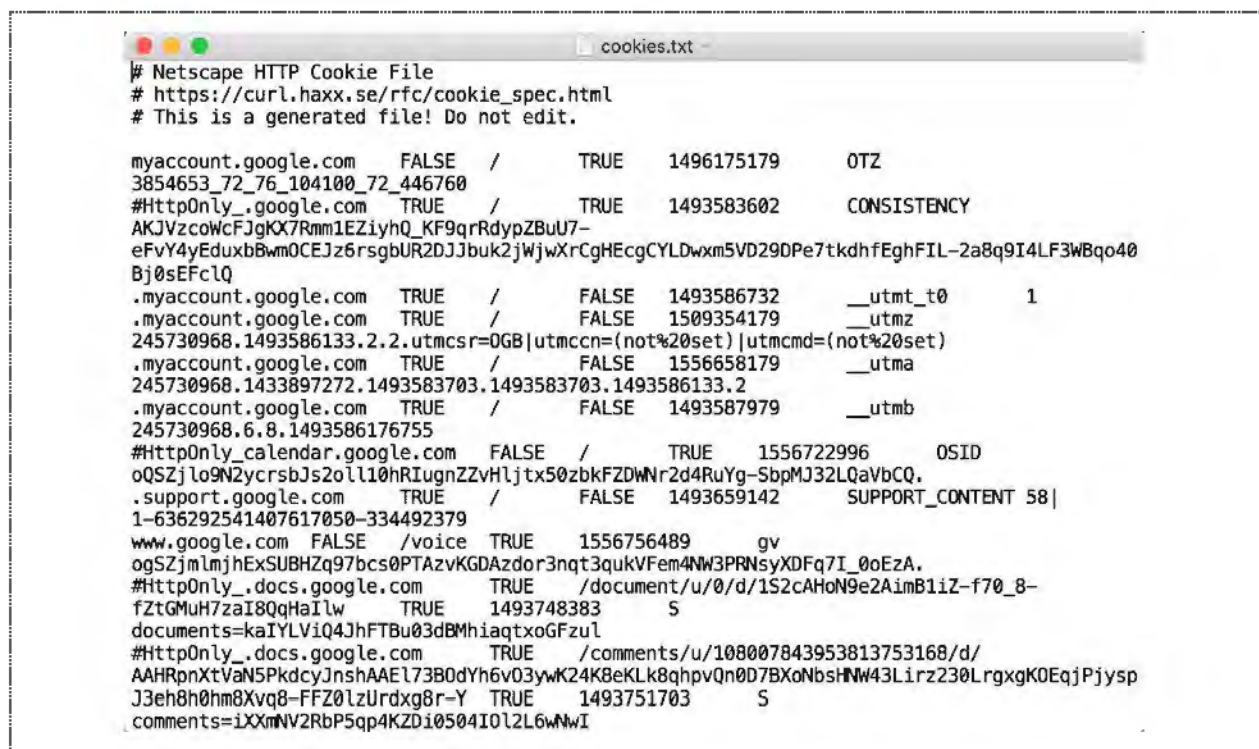 cookies.txt
# Netscape HTTP Cookie File
# https://curl.haxx.se/rfc/cookie_spec.html
# This is a generated file! Do not edit.
myaccount.google.com FALSE / TRUE 1496175179 OTZ
3854653_72_76_104100_72_446760
#HttpOnly_.google.com TRUE / TRUE 1493583602 CONSISTENCY
AKJVzcoWcFJgKX7Rmm1EZiyhQ_KF9qrRdypZBuU7-
eFvY4yEduxbBwmOCEJz6rsgbUR2DJJbuk2jWjwXrCgHEcgCYLDwxm5VD29DPe7tkdhfEghFIL-2a8q9I4LF3WBqo40
Bj0sEFclQ
.myaccount.google.com TRUE / FALSE 1493586732 __utmt_t0 1
.myaccount.google.com TRUE / FALSE 1509354179 __utmz
245730968.1493586133.2.2.utmcsr=OGB|utmccn=(not%20set)|utmcmd=(not%20set)
.myaccount.google.com TRUE / FALSE 1556658179 __utma
245730968.1433897272.1493583703.1493583703.1493586133.2
.myaccount.google.com TRUE / FALSE 1493587979 __utmb
245730968.6.8.1493586176755
#HttpOnly_calendar.google.com FALSE / TRUE 1556722996 OSID
oQSZjlo9N2ycrsbJs2oll10hRIugnZZvHljtx50zbkFZDWNr2d4RuYg-SbpMJ32LQaVbCQ.
.support.google.com TRUE / FALSE 1493659142 SUPPORT_CONTENT 58|
1-636292541407617050-334492379
www.google.com FALSE /voice TRUE 1556756489 gv
ogSZjmlmjhExSUBHZq97bcs0PTAzvKGDAzdor3nqt3qukVFem4NW3PRNsyXDFq7I_0oEzA.
#HttpOnly_.docs.google.com TRUE /document/u/0/d/1S2cAHoN9e2AimB1iZ-f70_8-
fZtGMuH7zaI8QqHaIlw TRUE 1493748383 S
documents=kaIYLViQ4JhFTBu03dBMhiaqtxoGFzul
#HttpOnly_.docs.google.com TRUE /comments/u/108007843953813753168/d/
AAHRpnXtVaN5PkdcyJnshAAEl73BOdYh6vO3ywK24K8eKLk8qhpvQn0D7BXoNbsHNW43Lirz230LrgxgKOEqjPjysp
J3eh8h0hm8Xvq8-FFZ0lzUrdxg8r-Y TRUE 1493751703 S
comments=iXXmNV2RbP5qp4KZDi0504IOl2L6wNwI